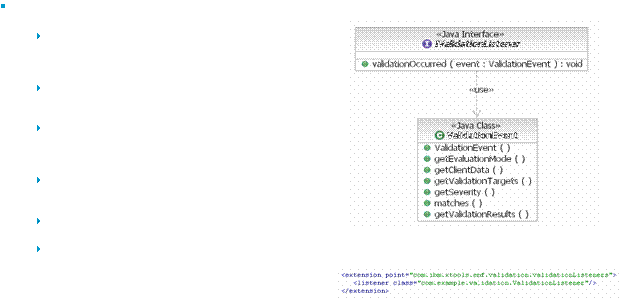 «Java Interface»
IValidationListener
validationOccurred ( event : ValidationEvent ) : void
«use»
«Java Class»
ValidationEvent
ValidationEvent ( )
getEvaluationMode ( )
getClientData ( )
getValidationTargets ( )
getSeverity ( )
matches ( )
getValidationResults ( )
<extension point="com.ibm.xtools.emf.validation.validationListeners">
<listener class="com.example.validation.ValidationListener"/>
</extension>